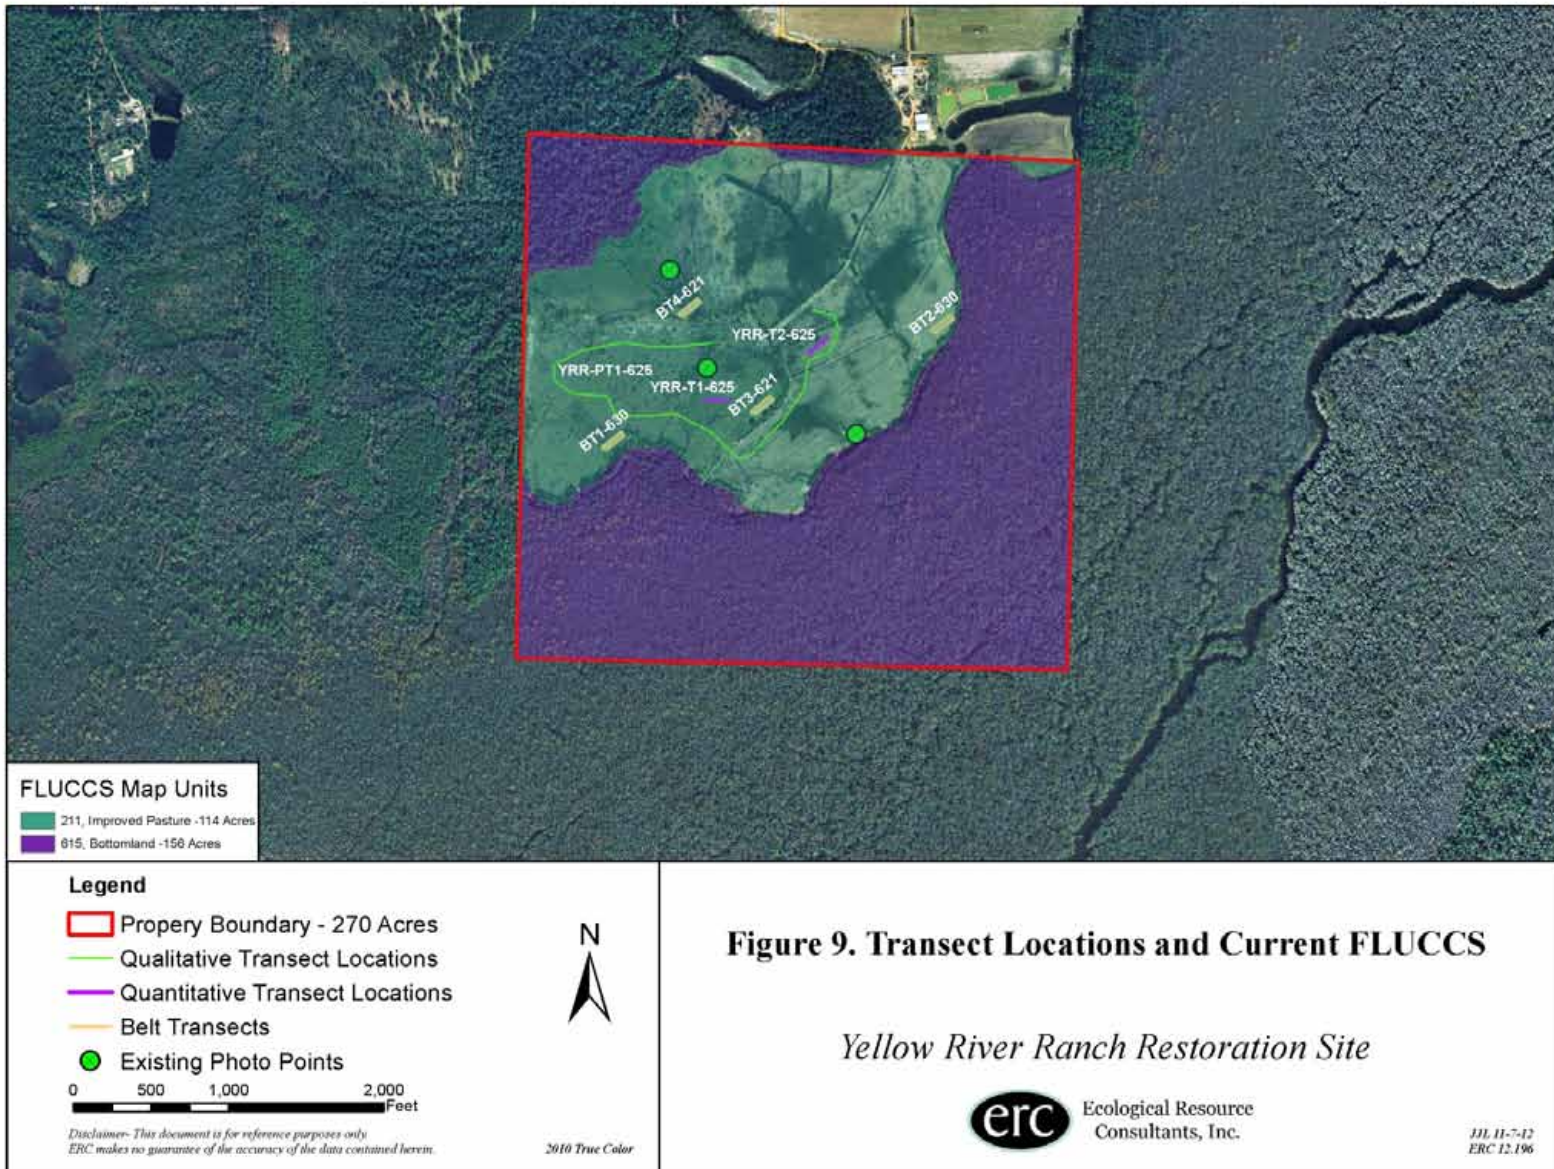 BT4-621
BT2-630
YRR-T2-625
YRR-PT1-625
YRR-T1-625
BT3-621
BT1-630
FLUCCS Map Units
211, Improved Pasture -114 Acres
615, Bottomland -156 Acres
Legend
Propery Boundary - 270 Acres
Qualitative Transect Locations
Quantitative Transect Locations
Belt Transects
Existing Photo Points
0 500 1,000 2,000
Feet
Disclaimer- This document is for reference purposes only.
ERC makes no guarantee of the accuracy of the data contained herein.
N
2010 True Color
Figure 9. Transect Locations and Current FLUCCS
Yellow River Ranch Restoration Site
erc
Ecological Resource
Consultants, Inc.
JJL 11-7-12
ERC 12.196